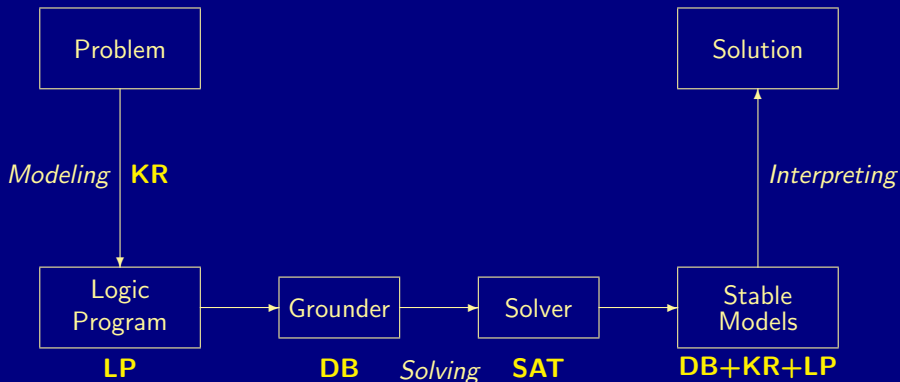 Problem
Solution
Modeling KR
Interpreting
Logic
Program
Grounder
Solver
Stable
Models
LP
DB
Solving
SAT
DB+KR+LP